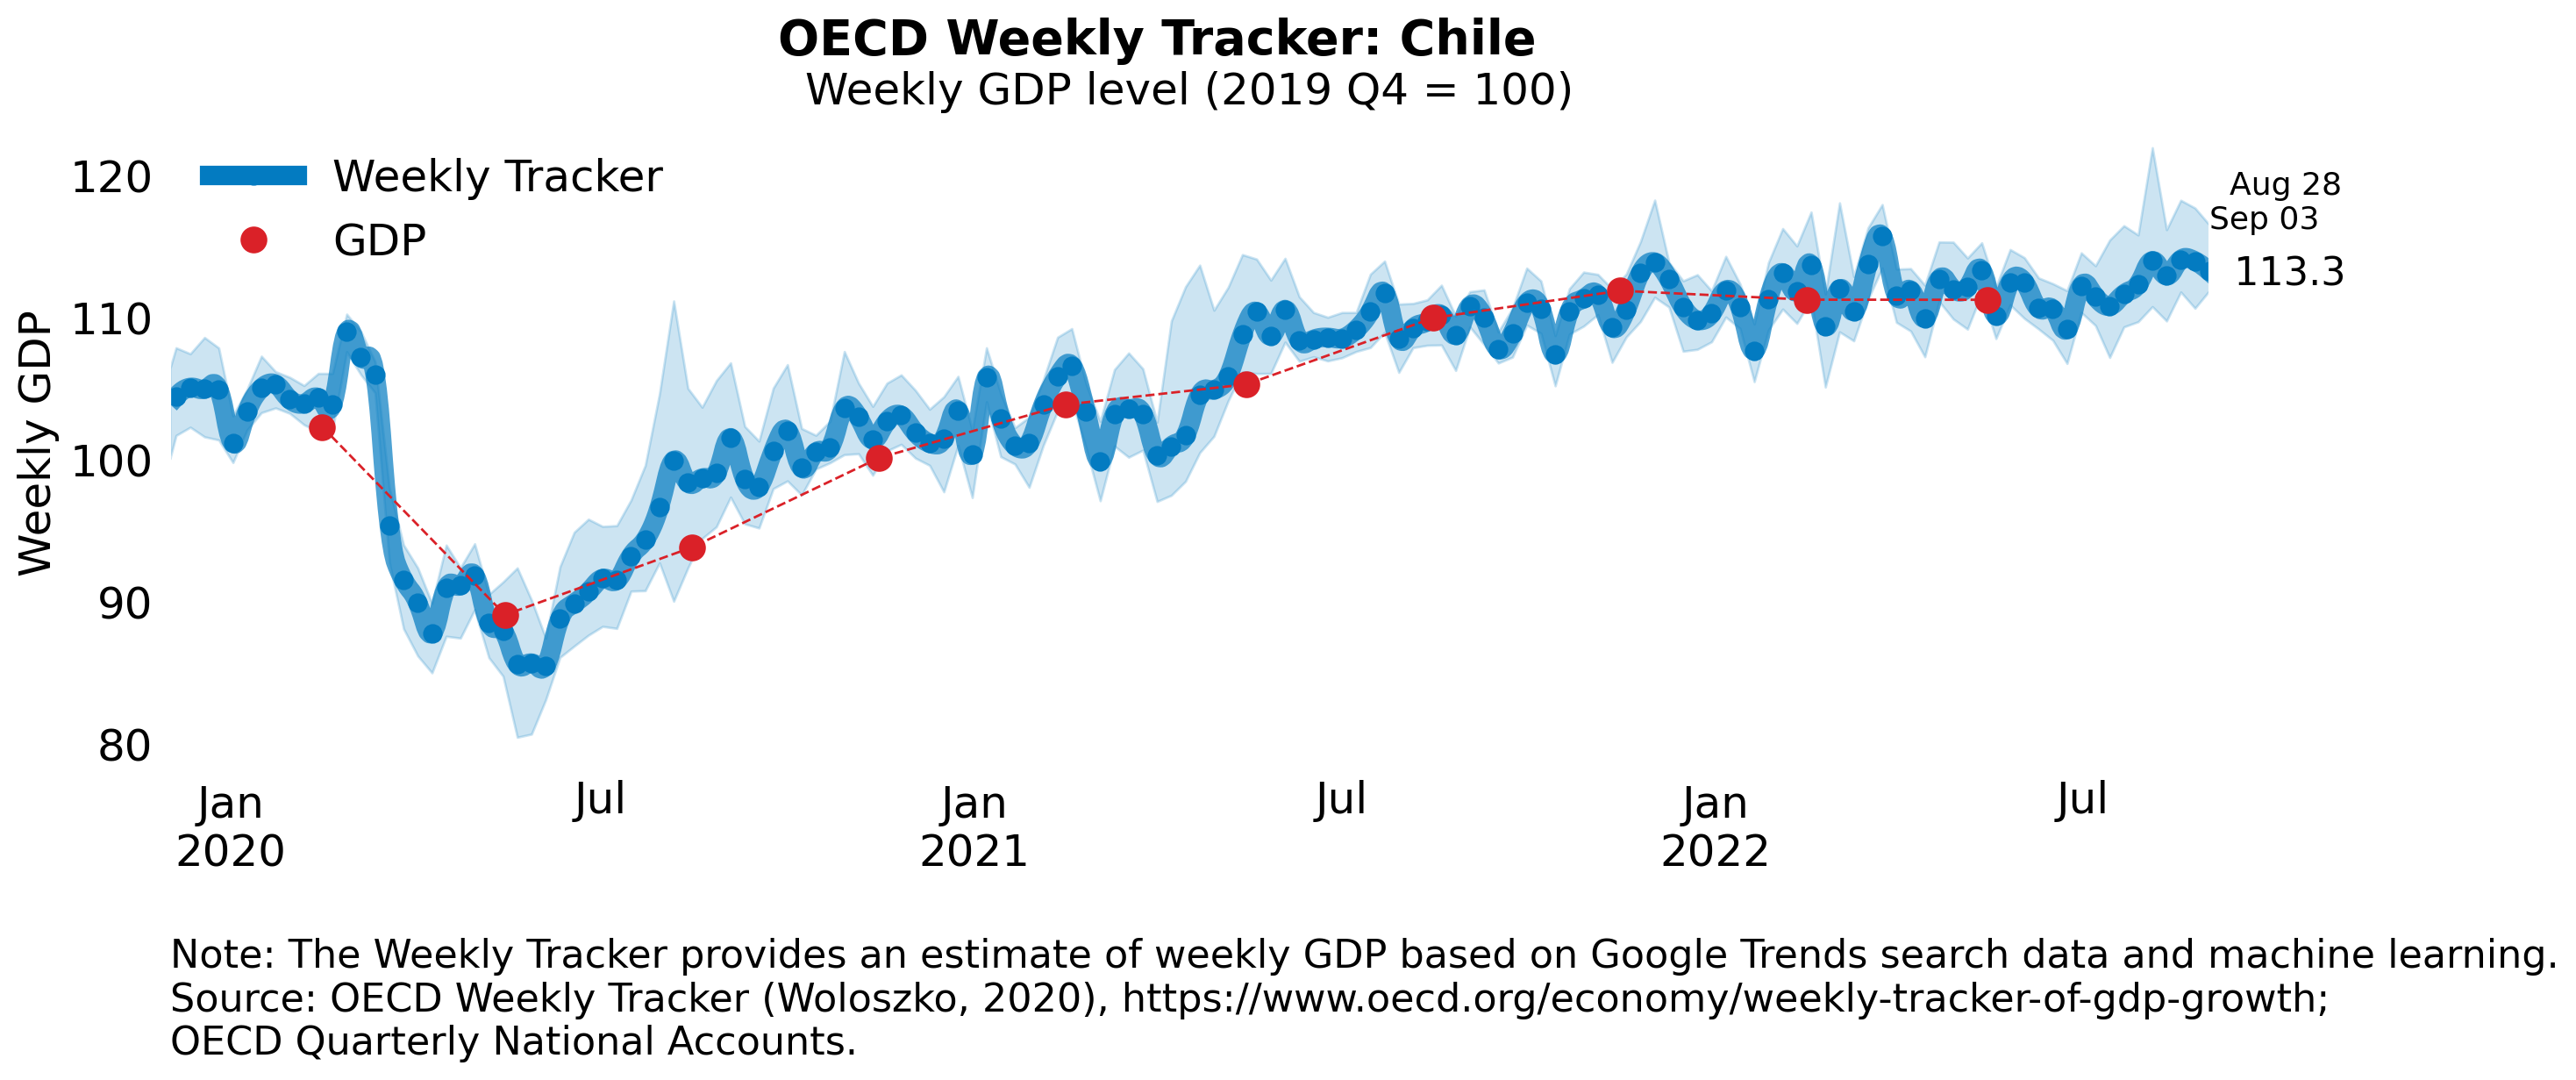 OECD Weekly Tracker: Chile
Weekly GDP level (2019 Q4 = 100)
Weekly Tracker
GDP
Aug 28
Sep 03
113.3
Weekly GDP
120
110
100
90
80
Jan
2020
Jul
Jan
2021
Jul
Jan
2022
Jul
Note: The Weekly Tracker provides an estimate of weekly GDP based on Google Trends search data and machine learning.
Source: OECD Weekly Tracker (Woloszko, 2020), https://www.oecd.org/economy/weekly-tracker-of-gdp-growth;
OECD Quarterly National Accounts.